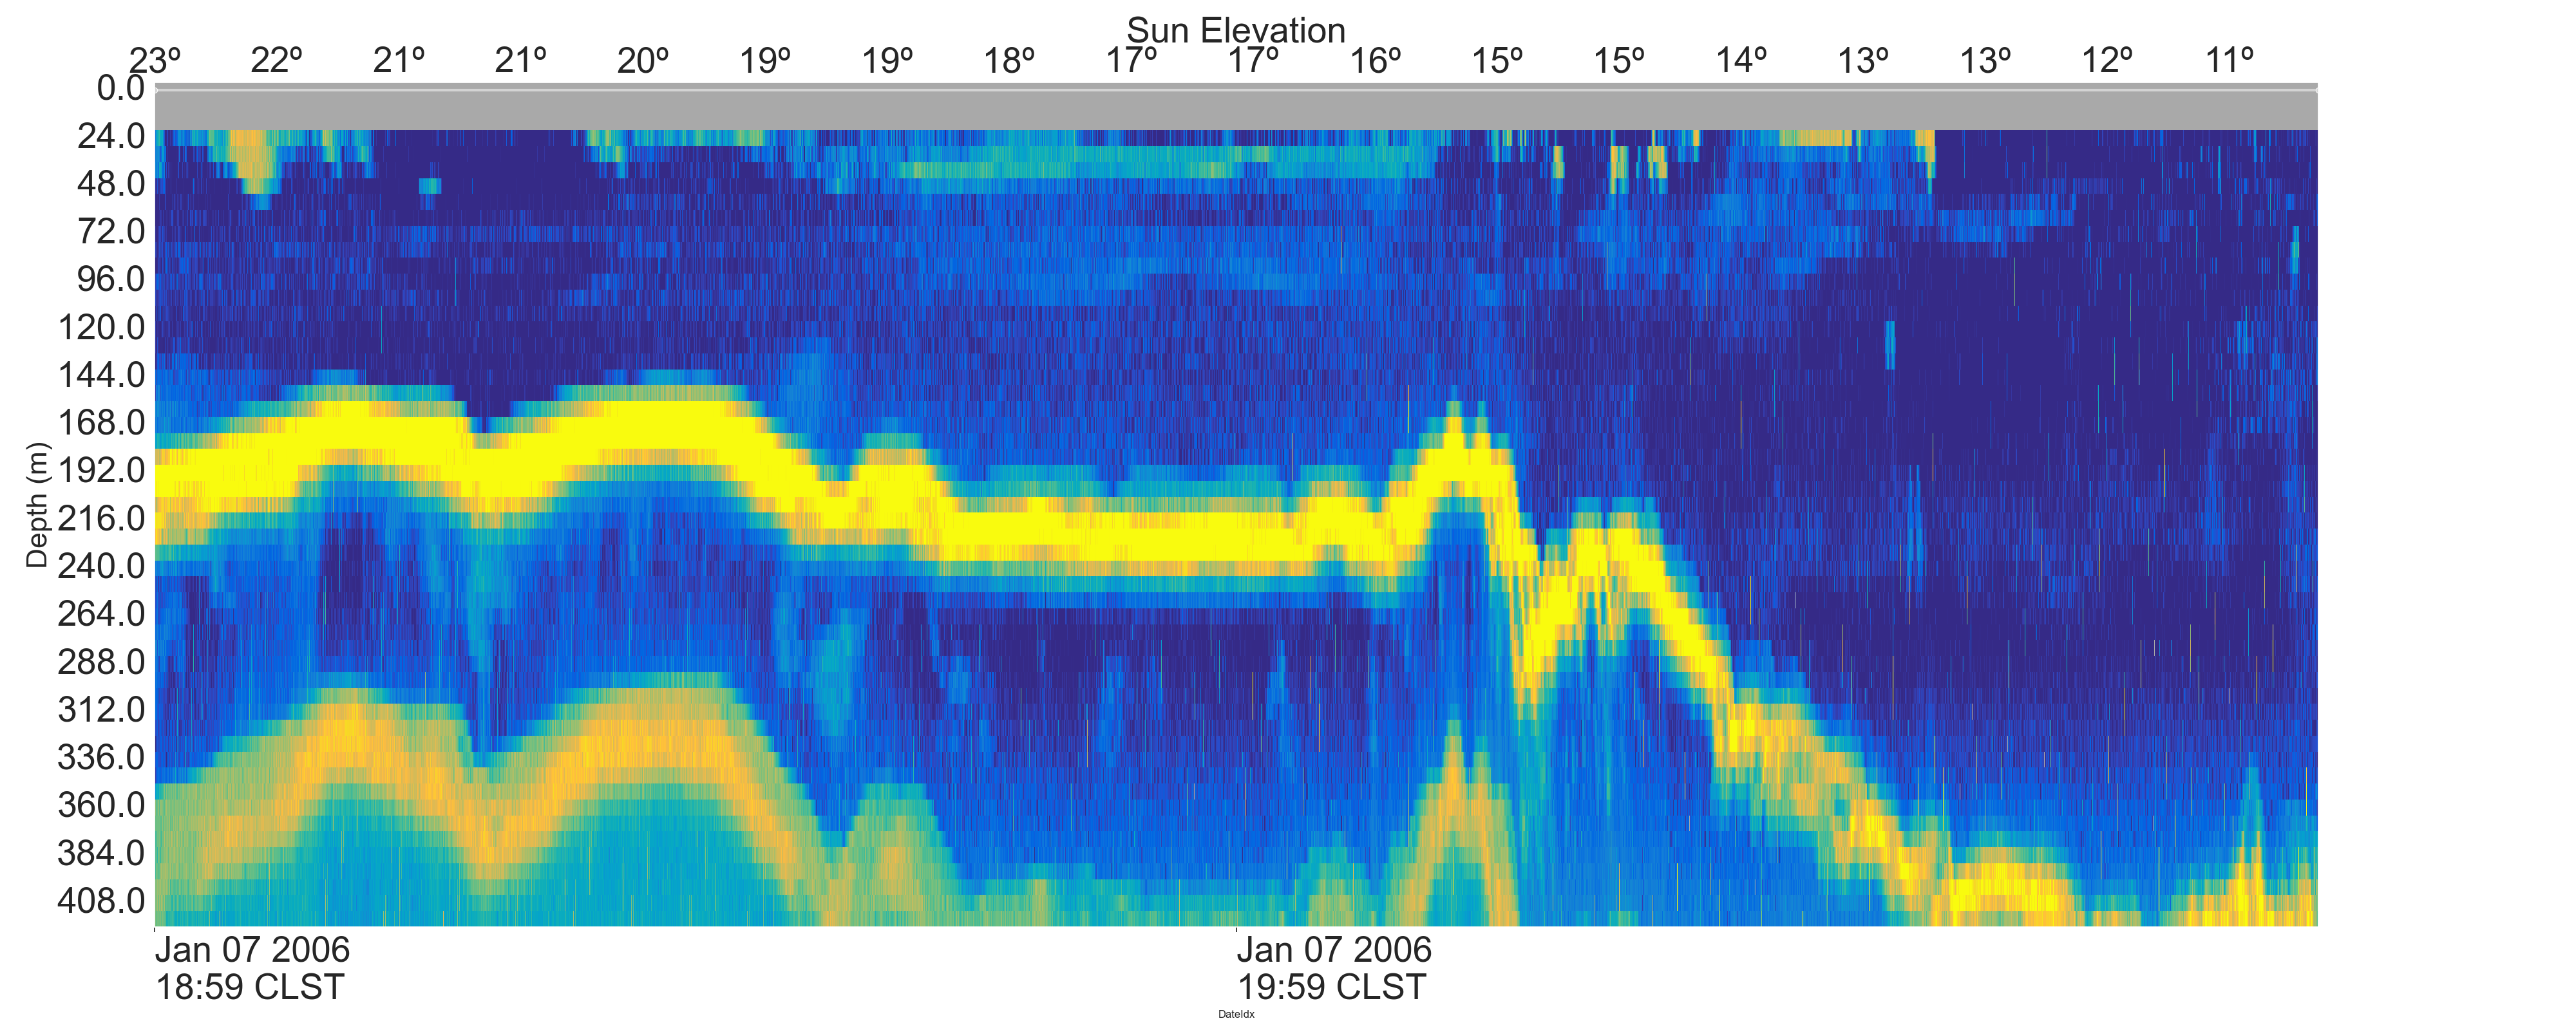 Sun Elevation
23º 22º 21º 21º 20º 19º 19º 18º 17º 17º 16º 15º 15º 14º 13º 13º 12º 11º
0.0
24.0
48.0
72.0
96.0
120.0
144.0
168.0
192.0
216.0
240.0
264.0
288.0
312.0
336.0
360.0
384.0
408.0
Depth (m)
Jan 07 2006
18:59 CLST
Jan 07 2006
19:59 CLST
DateIdx